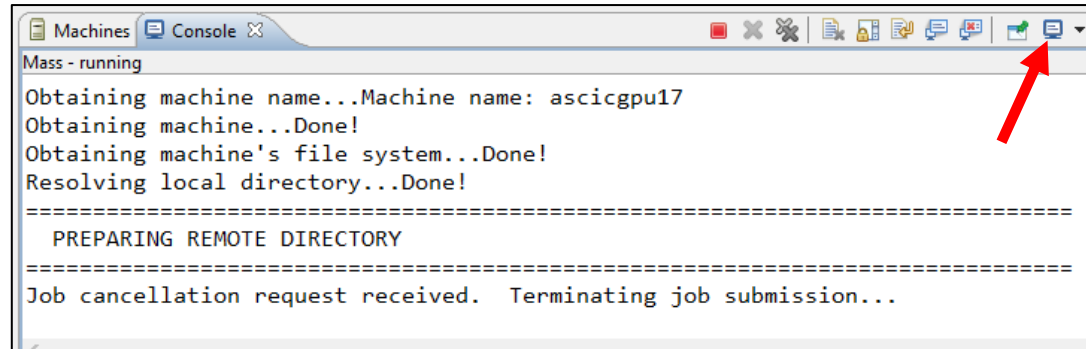 Machines Console
Mass - running
Obtaining machine name...Machine name: ascicgpu17
Obtaining machine...Done!
Obtaining machine's file system...Done!
Resolving local directory...Done!
================================================================================
PREPARING REMOTE DIRECTORY
================================================================================
Job cancellation request received.  Terminating job submission...